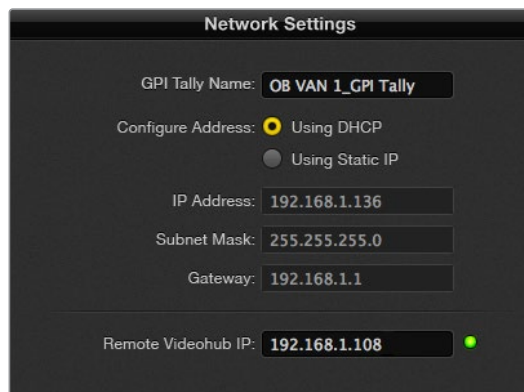 Network Settings
GPI Tally Name: OB VAN 1_GPI Tally
Configure Address: Using DHCP
Using Static IP
IP Address: 192.168.1.136
Subnet Mask: 255.255.255.0
Gateway: 192.168.1.1
Remote Videohub IP: 192.168.1.108